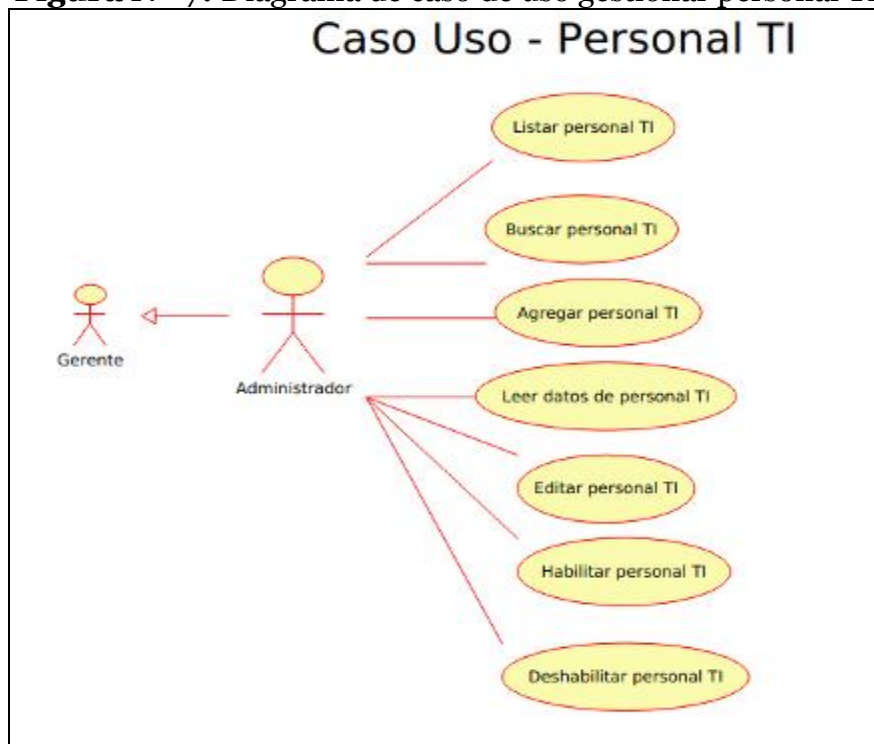 Caso Uso - Personal TI
Listar personal TI
Buscar personal TI
Agregar personal TI
Gerente
Administrador
Leer datos de personal TI
Editar personal TI
Habilitar personal TI
Deshabilitar personal TI